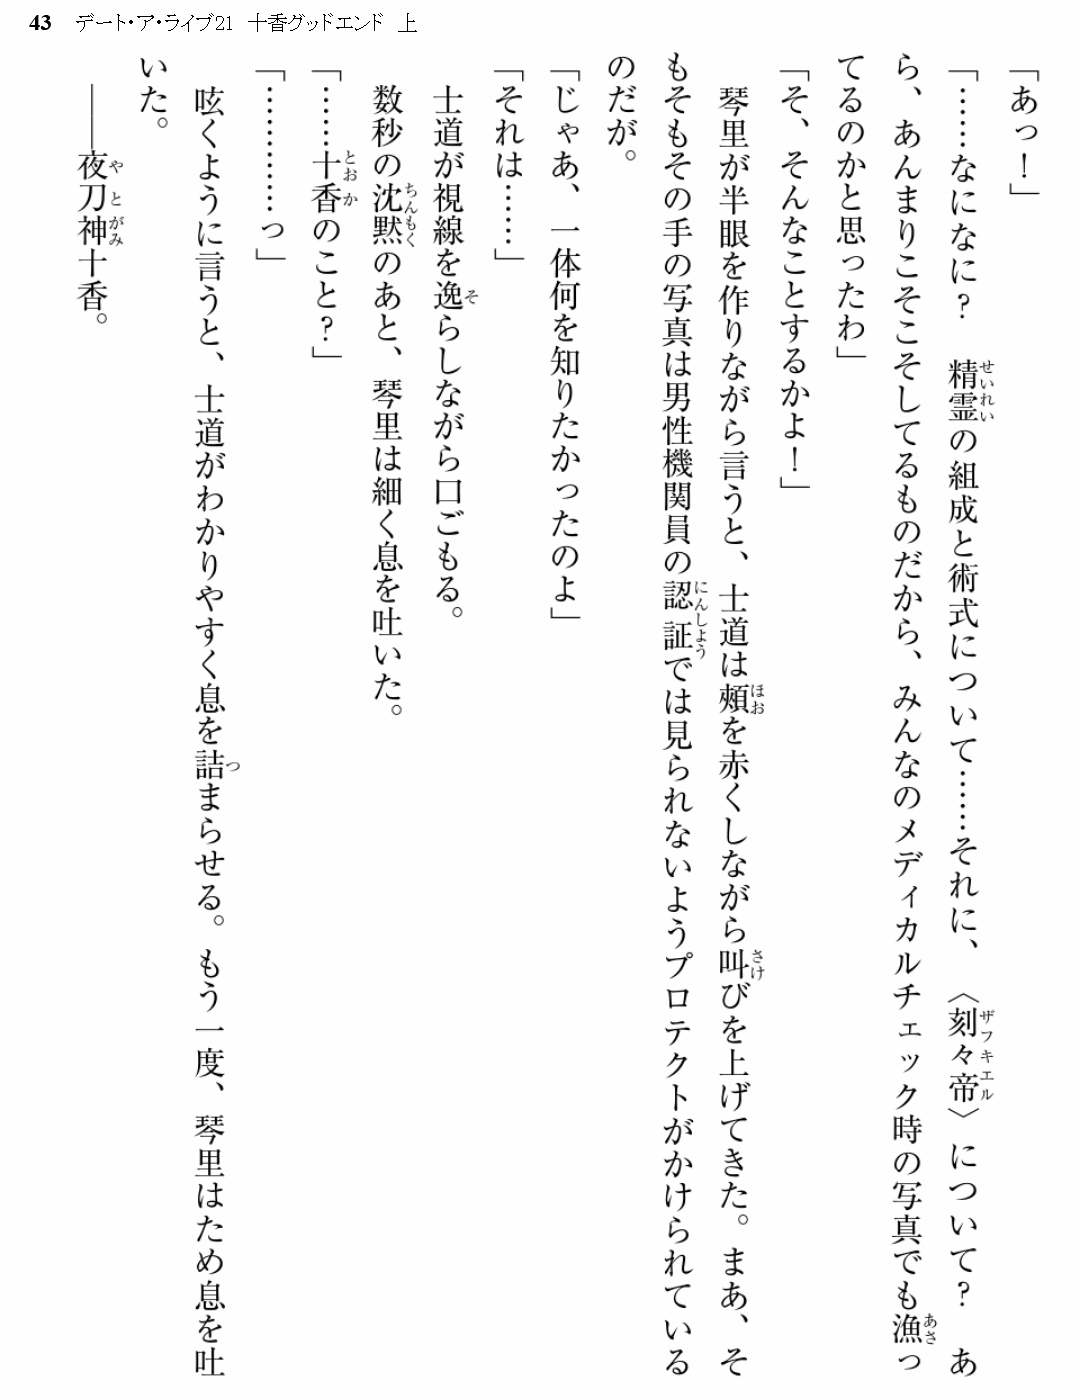 43 デート・ア・ライブ21 十香グッドエンド 上
「あっ！」
「……なになに？　精霊の組成と術式について……それに、〈刻々帝〉について？　あ
ら、あんまりこそこそしてるものだから、みんなのメディカルチェック時の写真でも漁っ
てるのかと思ったわ」
「そ、そんなことするかよ！」
琴里が半眼を作りながら言うと、士道は頰を赤くしながら叫びを上げてきた。まあ、そ
もそもその手の写真は男性機関員の認証では見られないようプロテクトがかけられている
のだが。
「じゃあ、一体何を知りたかったのよ」
「それは……」
士道が視線を逸らしながら口ごもる。
数秒の沈黙のあと、琴里は細く息を吐いた。
「……十香のこと？」
「…………っ」
呟くように言うと、士道がわかりやすく息を詰まらせる。もう一度、琴里はため息を吐
いた。
――夜刀神十香。